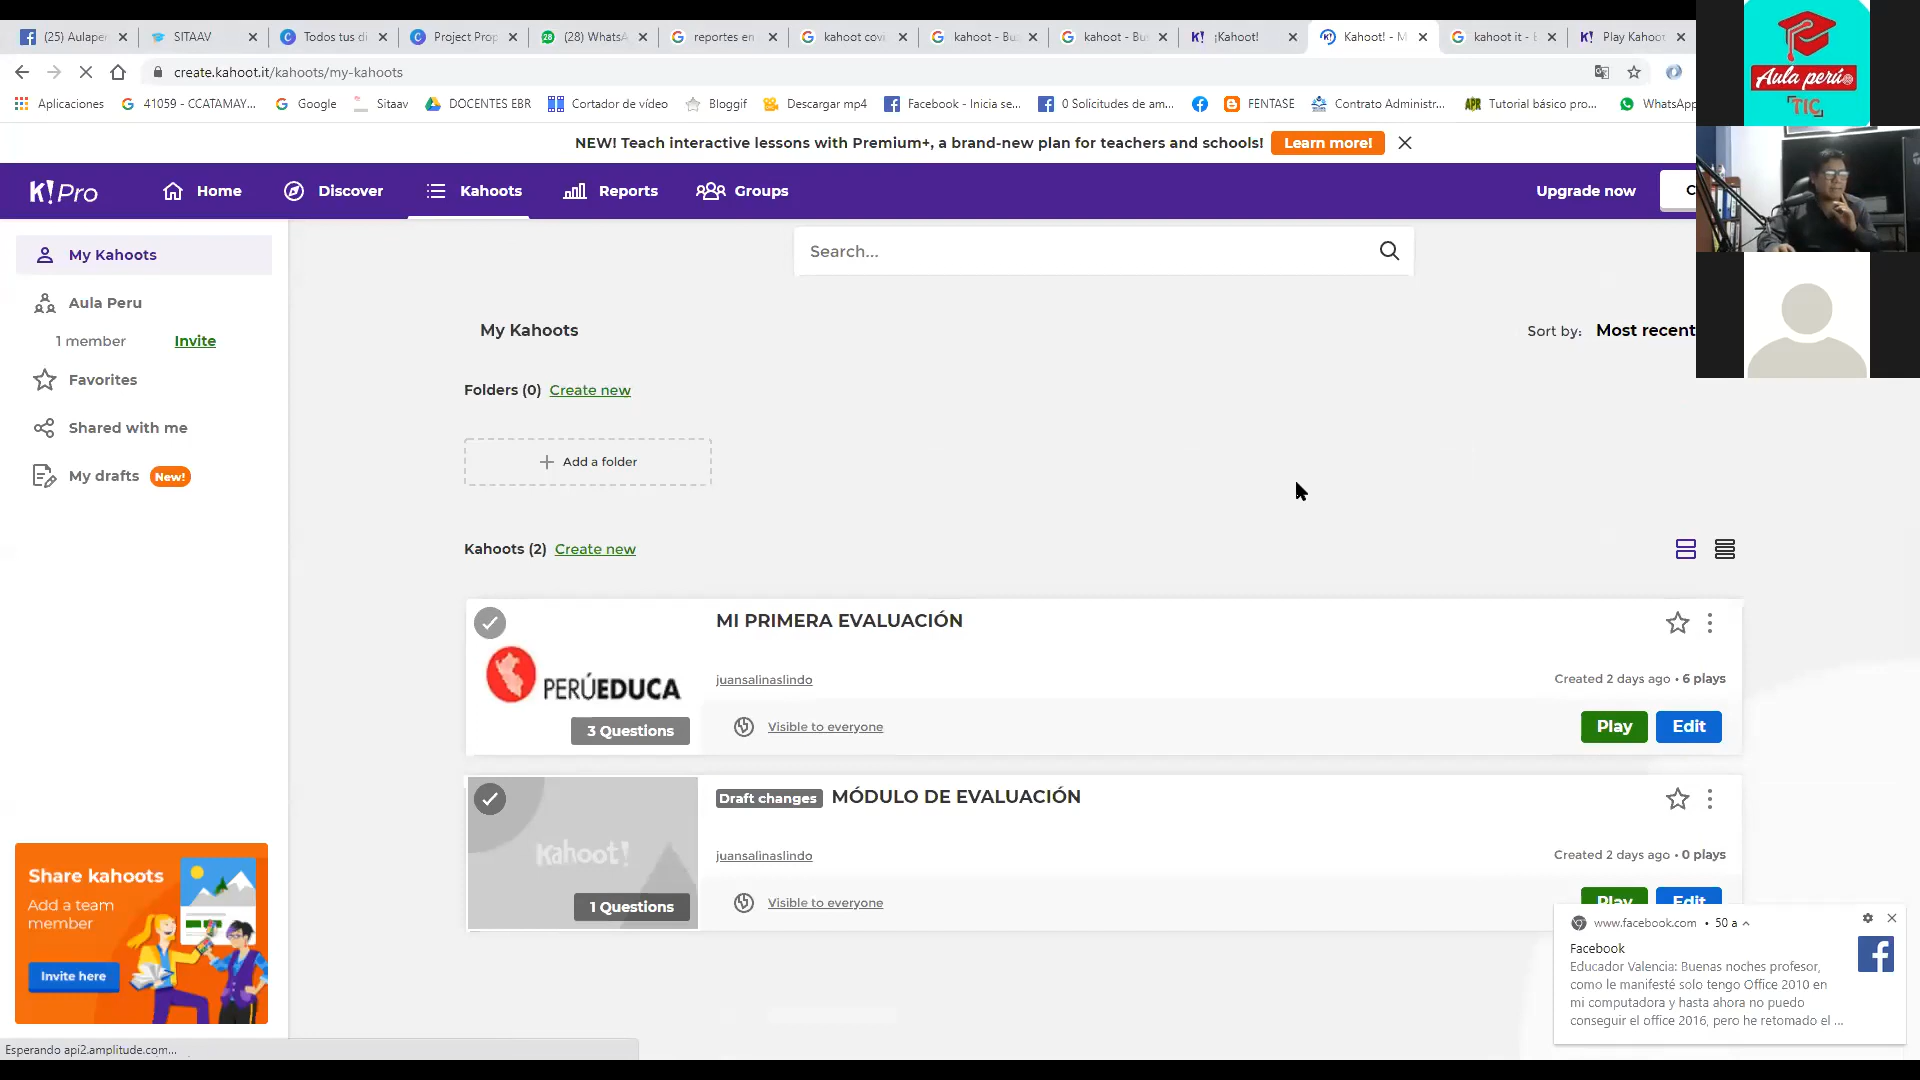 (25) Aulape
SITAAV
Todos tus di
Project Prop
(28) WhatsA
reportes en
kahoot covi
kahoot - Bu
kahoot - Bu
¡Kahoot!
Kahoot! - M
kahoot it - B
Play Kahoot
create.kahoot.it/kahoots/my-kahoots
Aplicaciones
41059 - CCATAMAY...
Google
Sitaav
DOCENTES EBR
Cortador de vídeo
Bloggif
Descargar mp4
Facebook - Inicia se...
0 Solicitudes de am...
FENTASE
Contrato Administr...
Tutorial básico pro...
WhatsApp
NEW! Teach interactive lessons with Premium+, a brand-new plan for teachers and schools!
Learn more!
K! Pro
Home
Discover
Kahoots
Reports
Groups
Upgrade now
C
Aula perú
TIC
My Kahoots
Aula Peru
1 member
Invite
Favorites
Shared with me
My drafts
New!
Search...
My Kahoots
Sort by:
Most recent
Folders (0)
Create new
Add a folder
Kahoots (2)
Create new
PERÚEDUCA
3 Questions
MI PRIMERA EVALUACIÓN
juansalinaslindo
Created 2 days ago • 6 plays
Visible to everyone
Play
Edit
Kahoot!
1 Questions
Draft changes
MÓDULO DE EVALUACIÓN
juansalinaslindo
Created 2 days ago • 0 plays
Visible to everyone
Play
Edit
Share kahoots
Add a team
member
Invite here
www.facebook.com • 50 a
Facebook
Educador Valencia: Buenas noches profesor,
como le manifesté solo tengo Office 2010 en
mi computadora y hasta ahora no puedo
conseguir el office 2016, pero he retomado el ...
Esperando api2.amplitude.com...